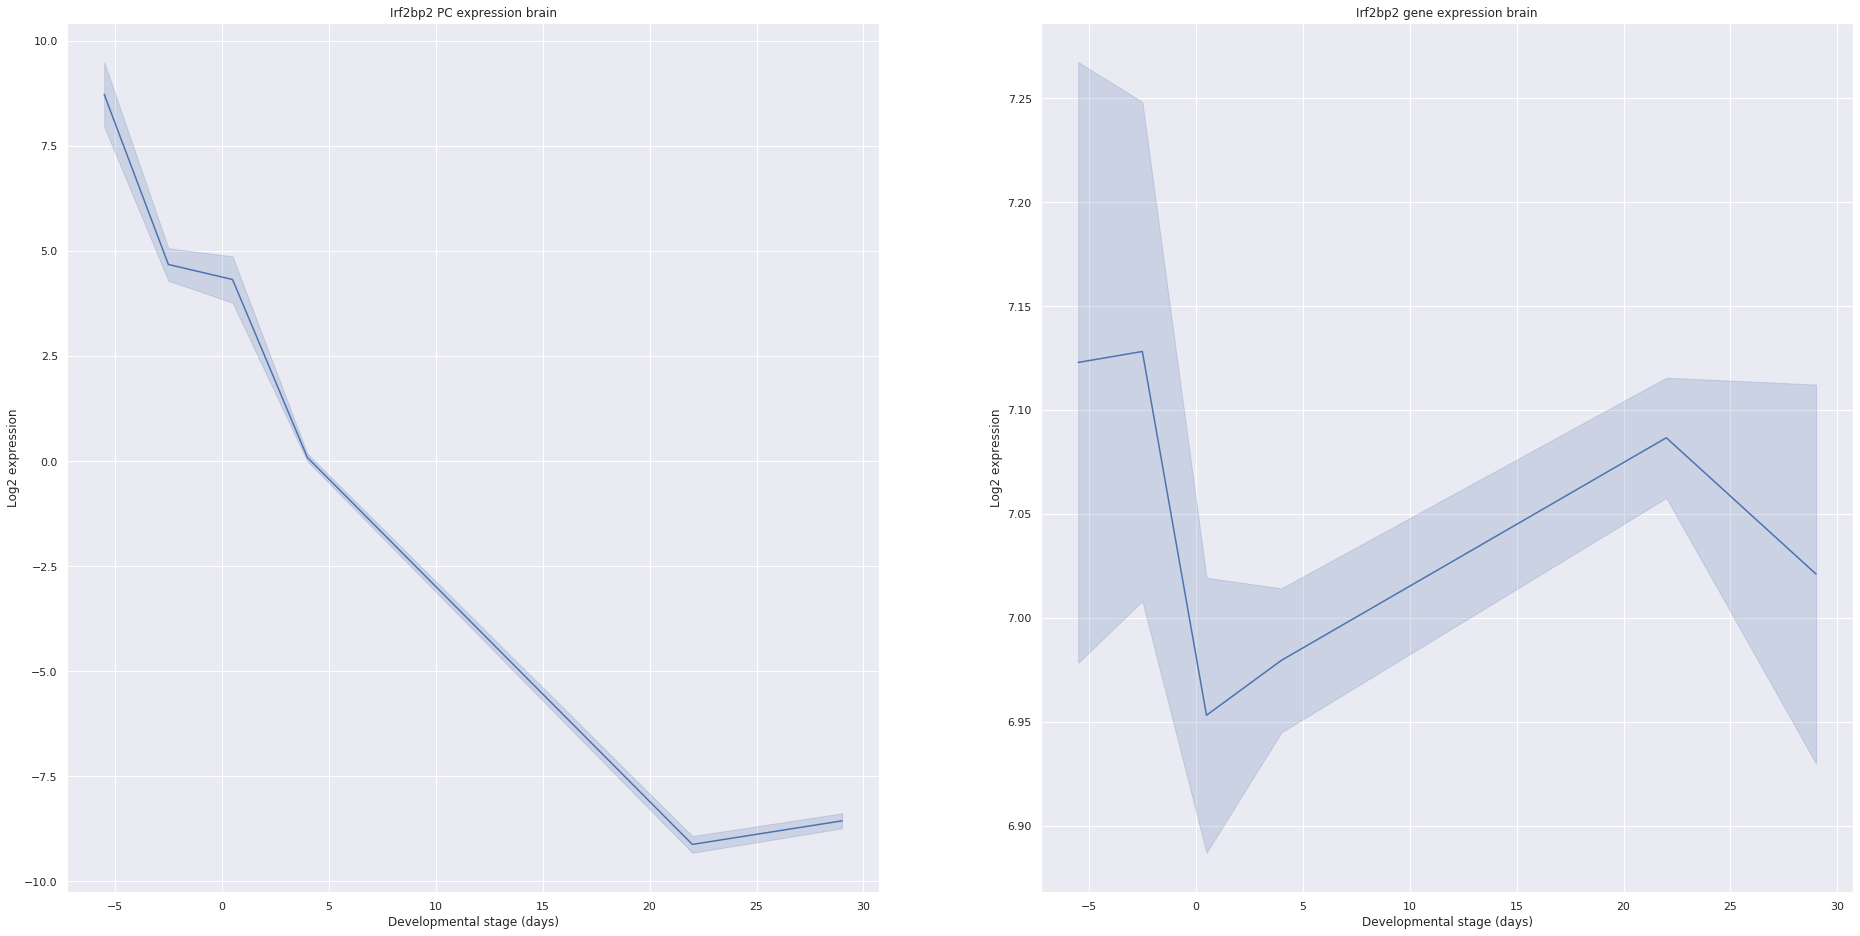 Irf2bp2 PC expression brain
10.0
7.5
5.0
2.5
0.0
−2.5
−5.0
−7.5
−10.0
Log2 expression
−5 0 5 10 15 20 25 30
Developmental stage (days)
Irf2bp2 gene expression brain
7.25
7.20
7.15
7.10
7.05
7.00
6.95
6.90
Log2 expression
−5 0 5 10 15 20 25 30
Developmental stage (days)